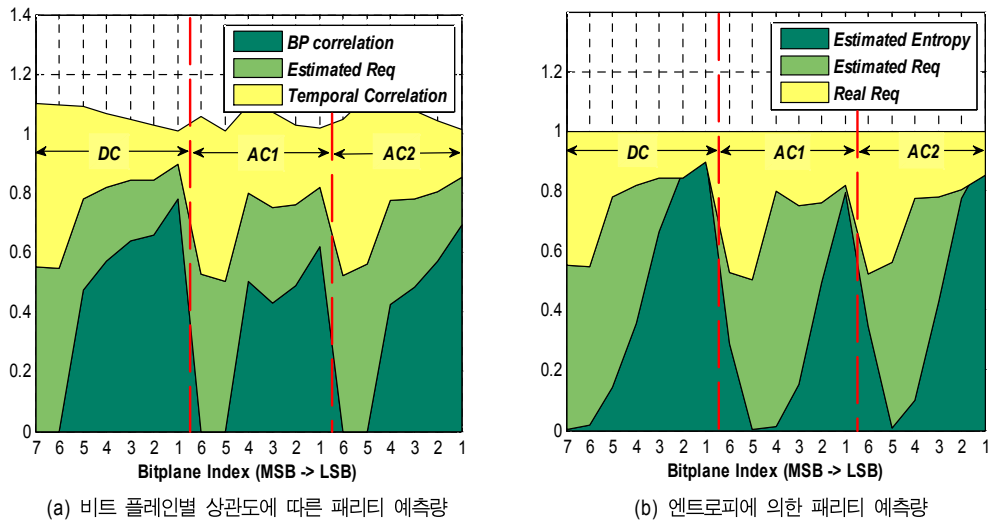 1.4
1.2
1
0.8
0.6
0.4
0.2
0
BP correlation
Estimated Req
Temporal Correlation
DC
AC1
AC2
7 6 5 4 3 2 1 6 5 4 3 2 1 6 5 4 3 2 1
Bitplane Index (MSB -> LSB)
(a) 비트 플레인별 상관도에 따른 패리티 예측량
1.2
1
0.8
0.6
0.4
0.2
0
Estimated Entropy
Estimated Req
Real Req
DC
AC1
AC2
7 6 5 4 3 2 1 6 5 4 3 2 1 6 5 4 3 2 1
Bitplane Index (MSB -> LSB)
(b) 엔트로피에 의한 패리티 예측량